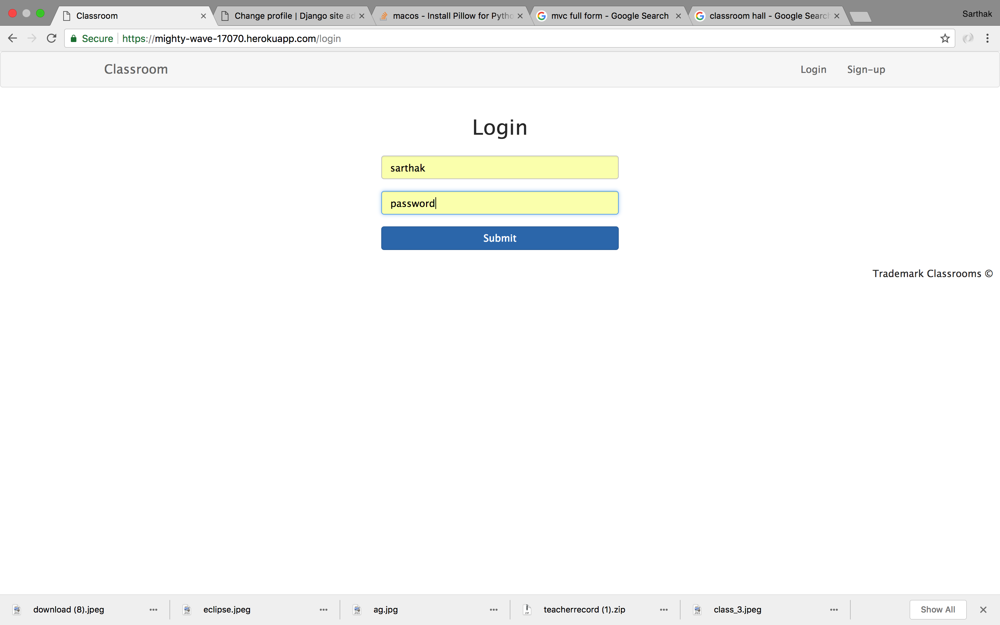 Classroom
Change profile | Django site ad
macos - Install Pillow for Pytho
mvc full form - Google Search
classroom hall - Google Search
Sarthak
Secure
https://mighty-wave-17070.herokuapp.com/login
Classroom
Login
Sign-up
Login
sarthak
password
Submit
Trademark Classrooms ©
download (8).jpeg
eclipse.jpeg
ag.jpg
teacherrecord (1).zip
class_3.jpeg
Show All